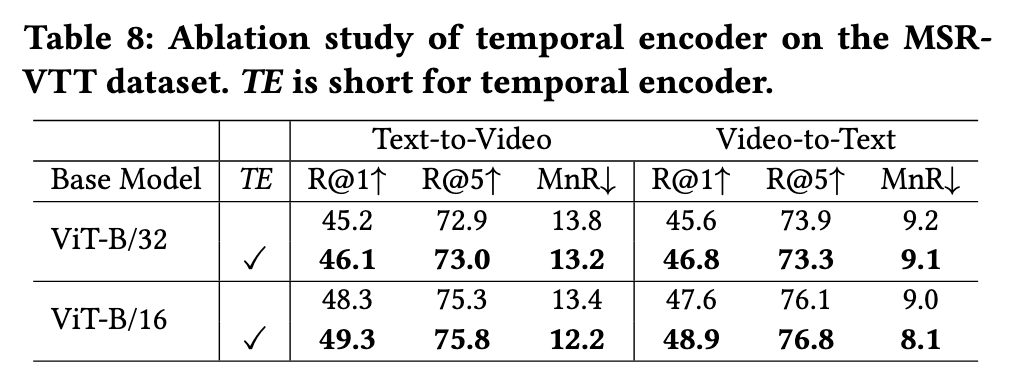 Table 8: Ablation study of temporal encoder on the MSR-
VTT dataset. TE is short for temporal encoder.
Text-to-Video Video-to-Text
Base Model TE R@1↑ R@5↑ MnR↓ R@1↑ R@5↑ MnR↓
ViT-B/32
45.2 72.9 13.8 45.6 73.9 9.2
✓ 46.1 73.0 13.2 46.8 73.3 9.1
ViT-B/16
48.3 75.3 13.4 47.6 76.1 9.0
✓ 49.3 75.8 12.2 48.9 76.8 8.1